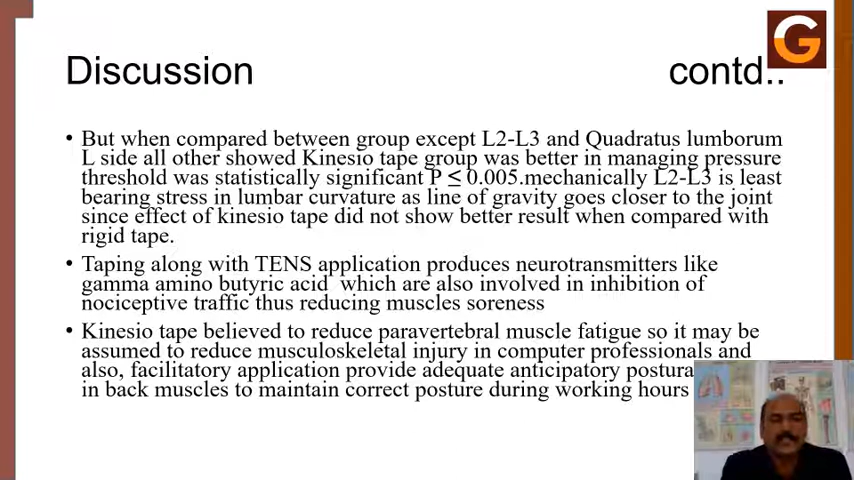 G
Discussion contd..
• But when compared between group except L2-L3 and Quadratus lumborum
L side all other showed Kinesio tape group was better in managing pressure
threshold was statistically significant P ≤ 0.005.mechanically L2-L3 is least
bearing stress in lumbar curvature as line of gravity goes closer to the joint
since effect of kinesio tape did not show better result when compared with
rigid tape.
• Taping along with TENS application produces neurotransmitters like
gamma amino butyric acid which are also involved in inhibition of
nociceptive traffic thus reducing muscles soreness
• Kinesio tape believed to reduce paravertebral muscle fatigue so it may be
assumed to reduce musculoskeletal injury in computer professionals and
also, facilitatory application provide adequate anticipatory postura
in back muscles to maintain correct posture during working hours